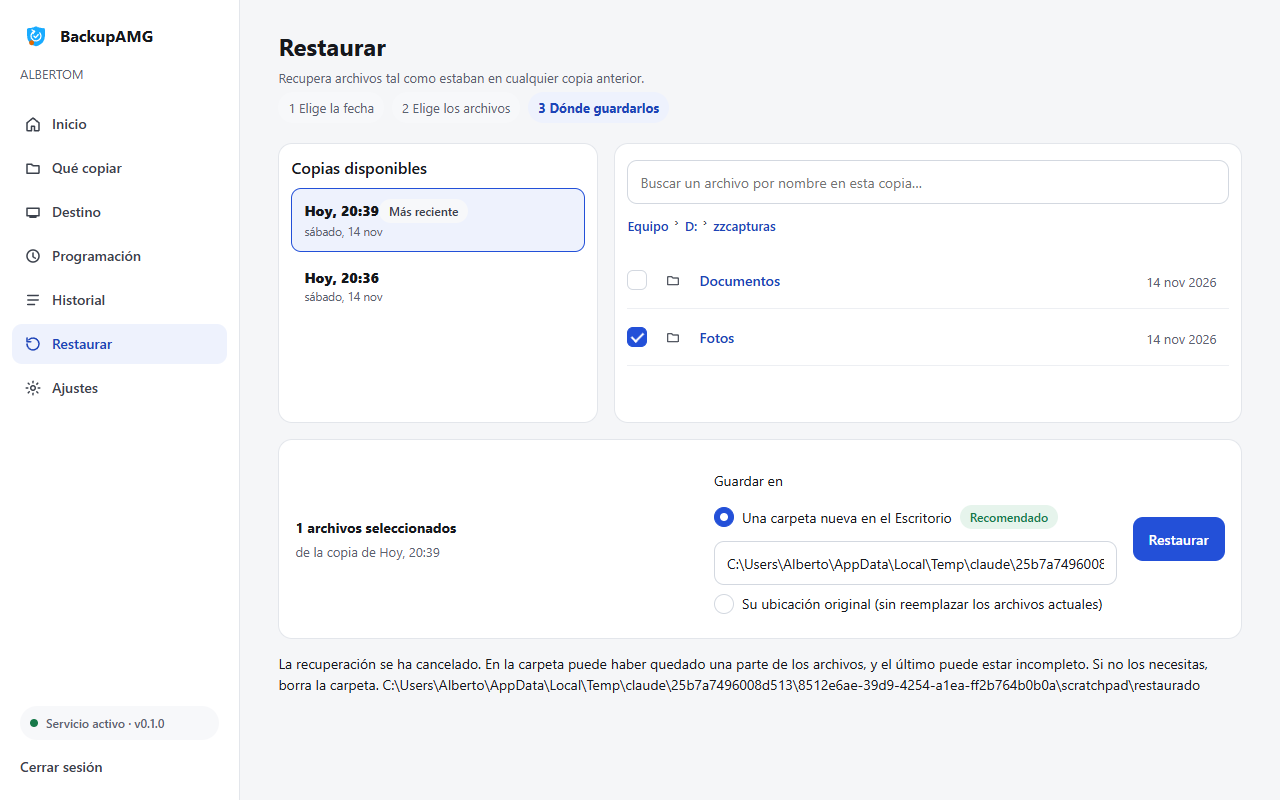 BackupAMG
ALBERTOM
Inicio
Qué copiar
Destino
Programación
Historial
Restaurar
Ajustes
Servicio activo · v0.1.0
Cerrar sesión
Restaurar
Recupera archivos tal como estaban en cualquier copia anterior.
1 Elige la fecha 2 Elige los archivos 3 Dónde guardarlos
Copias disponibles
Hoy, 20:39 Más reciente
sábado, 14 nov
Hoy, 20:36
sábado, 14 nov
Buscar un archivo por nombre en esta copia...
Equipo › D: › zzcapturas
Documentos 14 nov 2026
Fotos 14 nov 2026
1 archivos seleccionados
de la copia de Hoy, 20:39
Guardar en
Una carpeta nueva en el Escritorio Recomendado
C:\Users\Alberto\AppData\Local\Temp\claude\25b7a7496008
Su ubicación original (sin reemplazar los archivos actuales)
Restaurar
La recuperación se ha cancelado. En la carpeta puede haber quedado una parte de los archivos, y el último puede estar incompleto. Si no los necesitas,
borra la carpeta. C:\Users\Alberto\AppData\Local\Temp\claude\25b7a7496008d513\8512e6ae-39d9-4254-a1ea-ff2b764b0b0a\scratchpad\restaurado